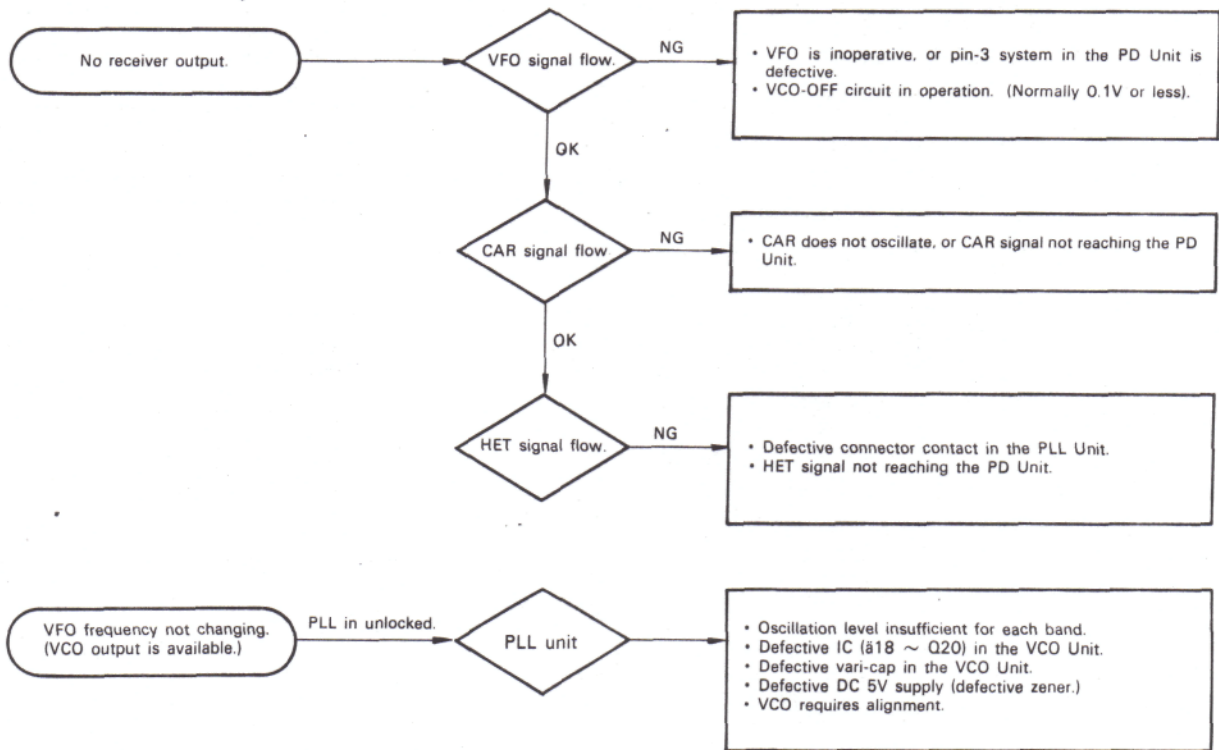 No receiver output.
VFO signal flow.
NG
• VFO is inoperative, or pin-3 system in the PD Unit is
defective.
• VCO-OFF circuit in operation. (Normally 0.1V or less).
OK
CAR signal flow
NG
• CAR does not oscillate, or CAR signal not reaching the PD
Unit.
OK
HET signal flow.
NG
• Defective connector contact in the PLL Unit.
• HET signal not reaching the PD Unit.
VFO frequency not changing.
(VCO output is available.)
PLL in unlocked.
PLL unit
• Oscillation level insufficient for each band.
• Defective IC (ä18 ~ Q20) in the VCO Unit.
• Defective vari-cap in the VCO Unit.
• Defective DC 5V supply (defective zener.)
• VCO requires alignment.